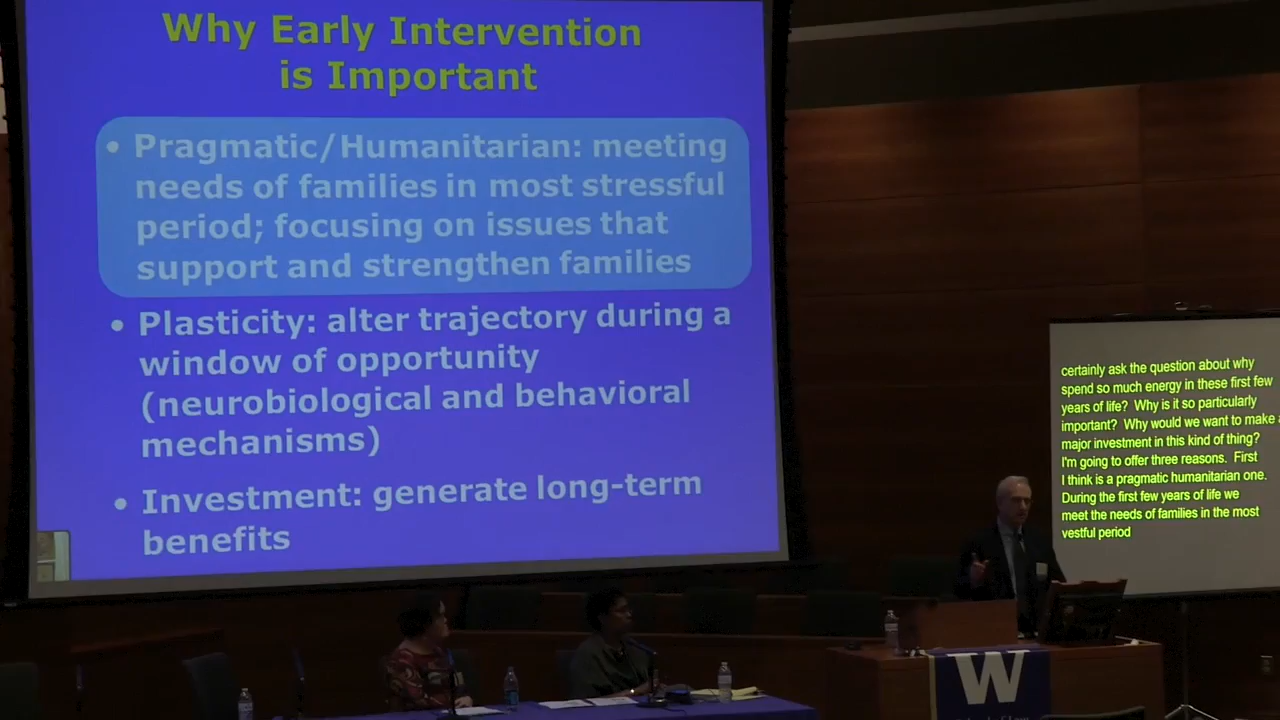 Why Early Intervention
is Important
• Pragmatic/Humanitarian: meeting
needs of families in most stressful
period; focusing on issues that
support and strengthen families
• Plasticity: alter trajectory during a
window of opportunity
(neurobiological and behavioral
mechanisms)
• Investment: generate long-term
benefits
certainly ask the question about why
spend so much energy in these first few
years of life? Why is it so particularly
important? Why would we want to make a
major investment in this kind of thing?
I'm going to offer three reasons. First
I think is a pragmatic humanitarian one.
During the first few years of life we
meet the needs of families in the most
vestful period
W